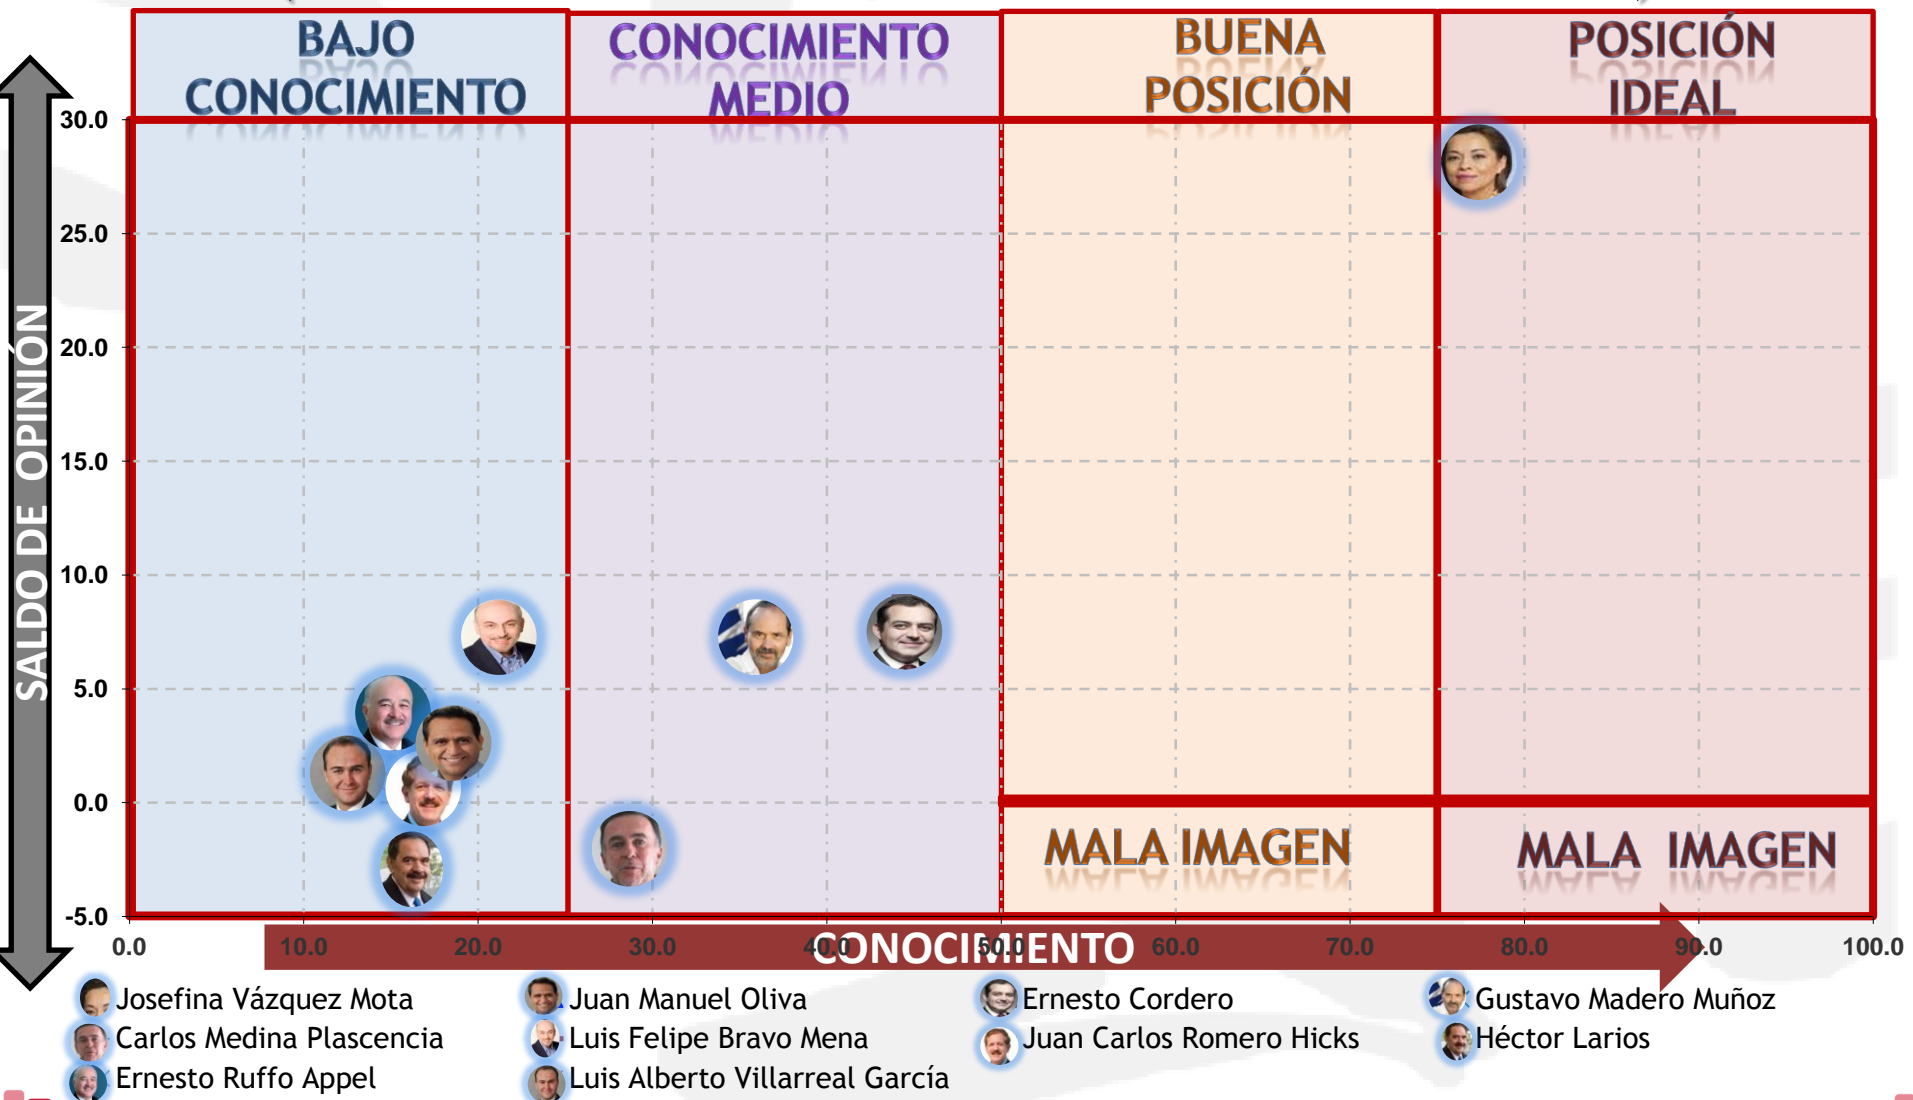 BAJO
CONOCIMIENTO
CONOCIMIENTO
MEDIO
BUENA
POSICIÓN
POSICIÓN
IDEAL
SALDO DE OPINIÓN
30.0
25.0
20.0
15.0
10.0
5.0
0.0
-5.0
MALA IMAGEN
MALA IMAGEN
0.0 10.0 20.0 30.0 40.0 50.0 60.0 70.0 80.0 90.0 100.0
CONOCIMIENTO
Josefina Vázquez Mota Juan Manuel Oliva Ernesto Cordero Gustavo Madero Muñoz
Carlos Medina Plascencia Luis Felipe Bravo Mena Juan Carlos Romero Hicks Héctor Larios
Ernesto Ruffo Appel Luis Alberto Villarreal García